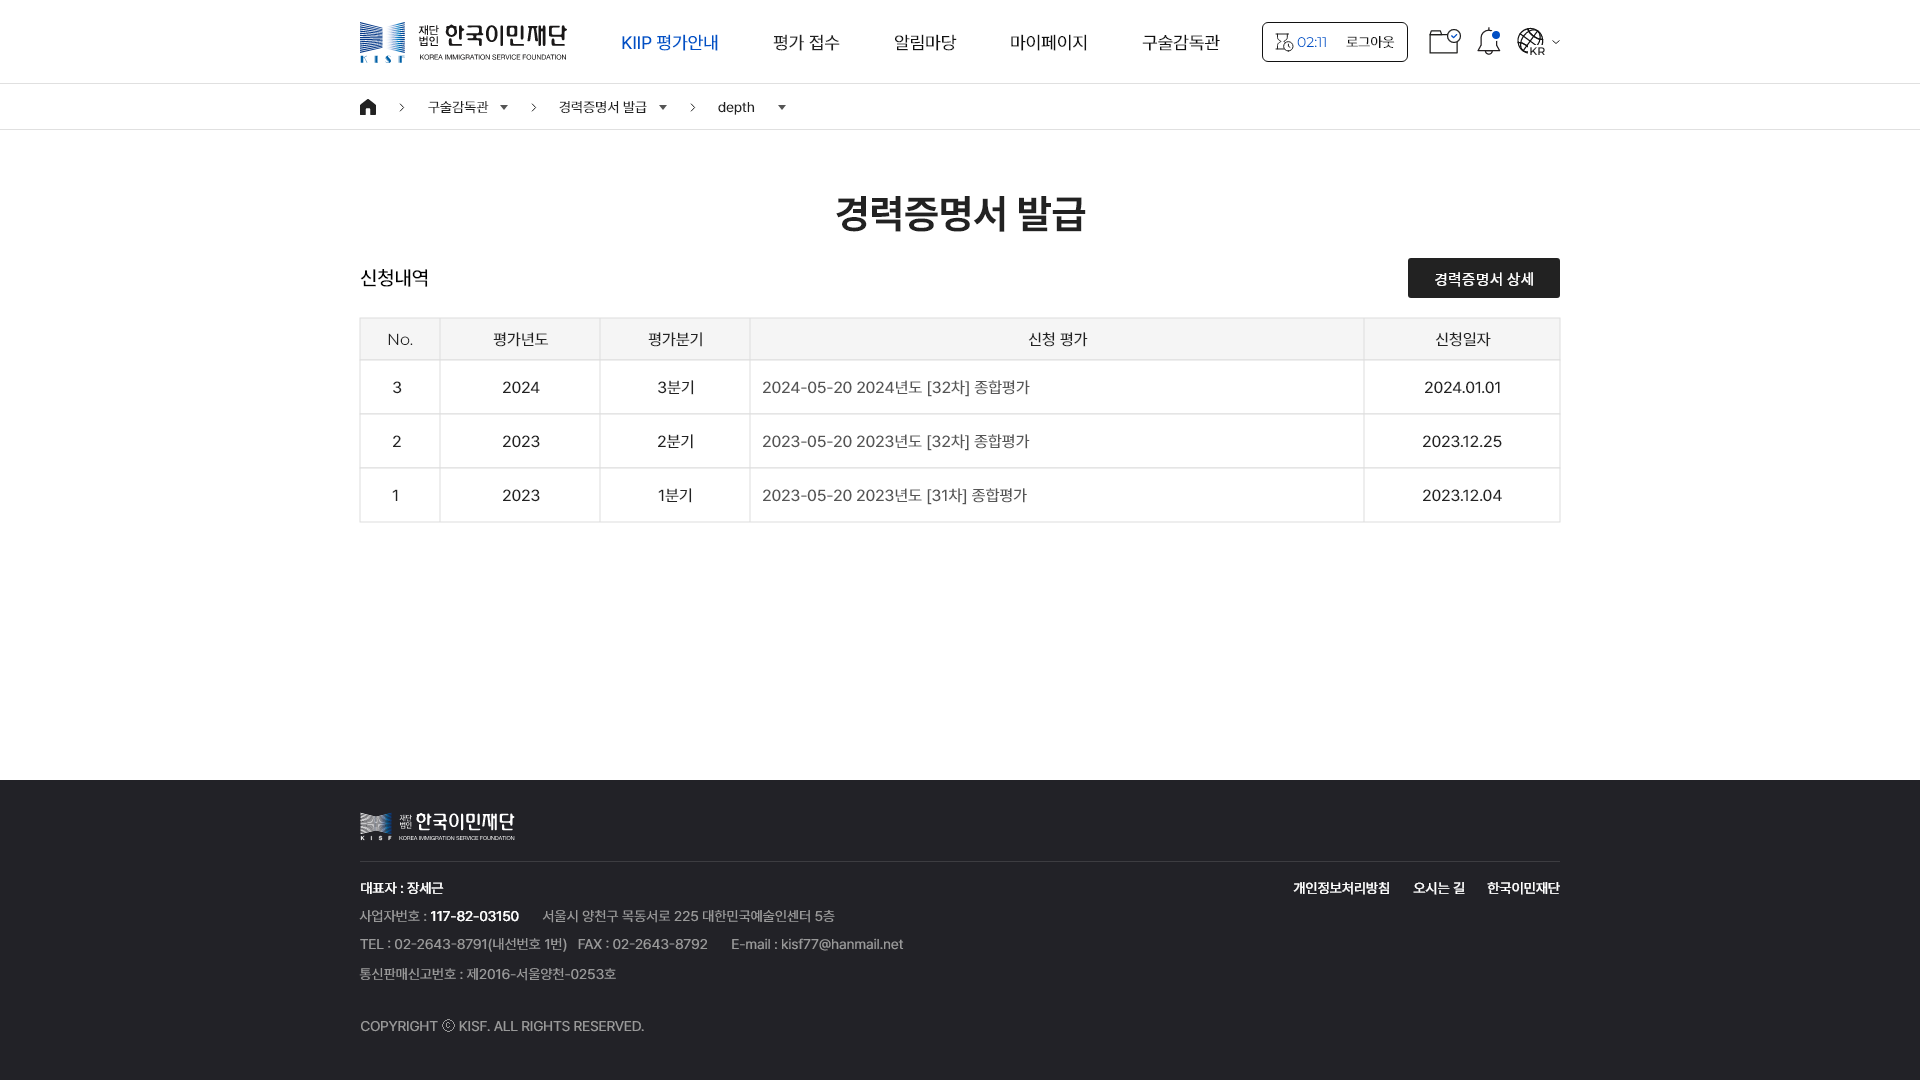 재단 한국이민재단
법인
KISF KOREA IMMIGRATION SERVICE FOUNDATION
KIIP 평가안내 평가 접수 알림마당 마이페이지 구술감독관 02:11 로그아웃 KR
구술감독관 경력증명서 발급 depth
경력증명서 발급
신청내역 경력증명서 상세
No. 평가년도 평가분기 신청 평가 신청일자
3 2024 3분기 2024-05-20 2024년도 [32차] 종합평가 2024.01.01
2 2023 2분기 2023-05-20 2023년도 [32차] 종합평가 2023.12.25
1 2023 1분기 2023-05-20 2023년도 [31차] 종합평가 2023.12.04
재단 한국이민재단
법인
KISF KOREA IMMIGRATION SERVICE FOUNDATION
대표자 : 장세근 개인정보처리방침 오시는 길 한국이민재단
사업자번호 : 117-82-03150 서울시 양천구 목동서로 225 대한민국예술인센터 5층
TEL : 02-2643-8791(내선번호 1번) FAX : 02-2643-8792 E-mail : kisf77@hanmail.net
통신판매신고번호 : 제2016-서울양천-0253호
COPYRIGHT ⓒ KISF. ALL RIGHTS RESERVED.